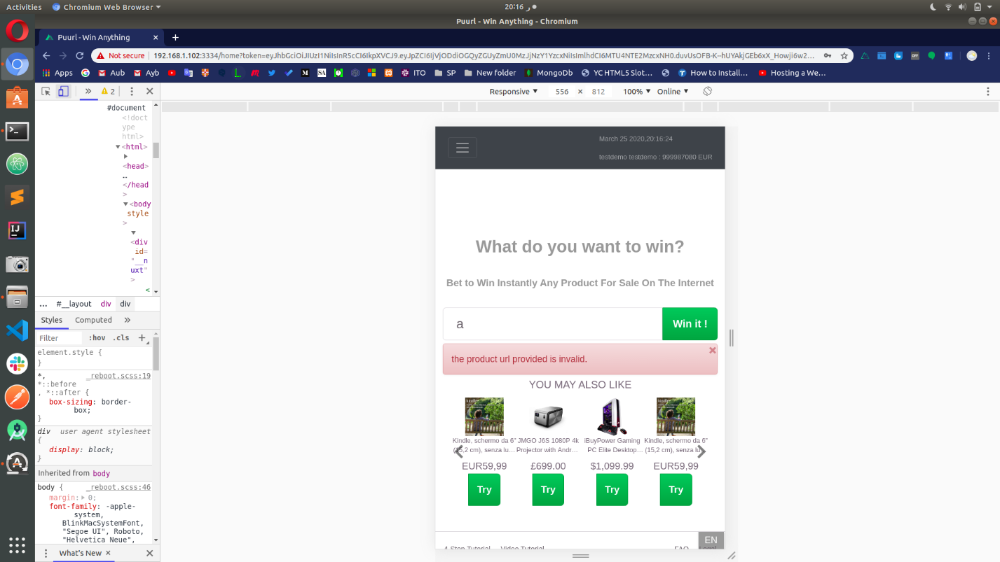 Activities
Chromium Web Browser
20:16 ر
Puurl - Win Anything - Chromium
Puurl - Win Anything
Not secure
192.168.1.102:3334/home?token=eyJhbGciOiJIUzI1NiIsInR5cCI6IkpXVCJ9.eyJpZCI6IjVjODdiOGQyZGUyZmU0MzJjNzY1YzcxNiIsImlhdCI6MTU4NTE2MzcxNH0.duvUsOFB-K--hUYAkjGEb6xX_Howji6w2...
Apps
Aub
Ayb
ITO
SP
New folder
MongoDb
YC HTML5 Slot...
How to Install...
Hosting a We...
2
Responsive
556 × 812
100%
Online
#document
<!doct
ype
html>
<html>
<head>
…
</head
>
<body
style
>
<div
id=
"__n
uxt"
>
<
...
#__layout
div
div
Styles
Computed
Filter
:hov
.cls
element.style {
}
*,
_reboot.scss:19
*::before
, *::after {
box-sizing: border-
box;
}
div
user agent stylesheet
{
display: block;
}
Inherited from body
body {
_reboot.scss:46
margin: 0;
font-family: -apple-
system,
BlinkMacSystemFont,
"Segoe UI", Roboto,
"Helvetica Neue",
What's New
March 25 2020,20:16:24
testdemo testdemo : 999987080 EUR
What do you want to win?
Bet to Win Instantly Any Product For Sale On The Internet
a
Win it !
the product url provided is invalid.
YOU MAY ALSO LIKE
Kindle, schermo da 6"
(15,2 cm), senza lu...
EUR59,99
Try
JMGO J6S 1080P 4k
Projector with Andr...
£699.00
Try
iBuyPower Gaming
PC Elite Desktop...
$1,099.99
Try
Kindle, schermo da 6"
(15,2 cm), senza lu...
EUR59,99
Try
4 Step Tutorial
Video Tutorial
FAQ
Legal
EN